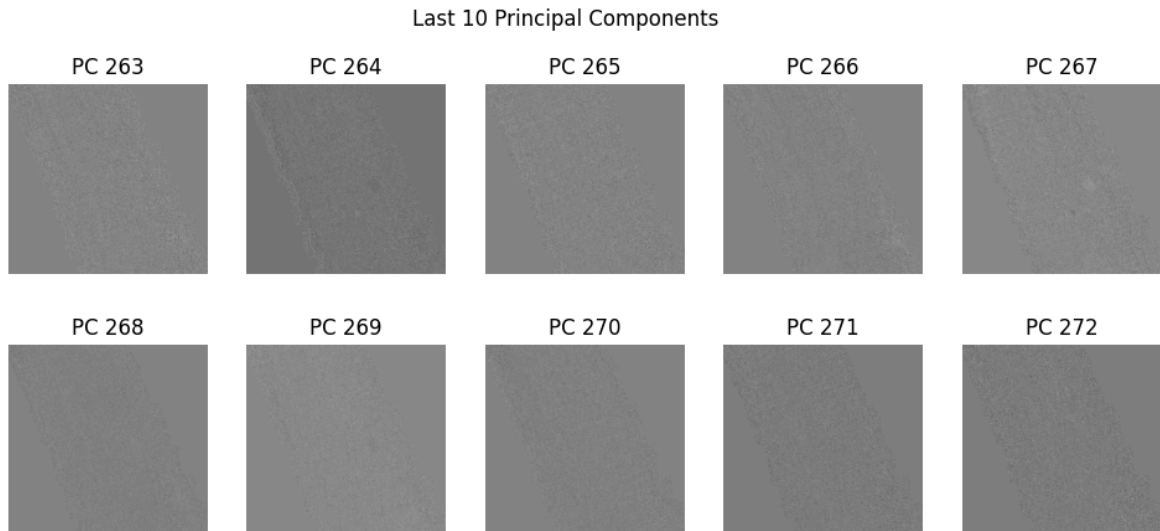 Last 10 Principal Components
PC 263 PC 264 PC 265 PC 266 PC 267
PC 268 PC 269 PC 270 PC 271 PC 272